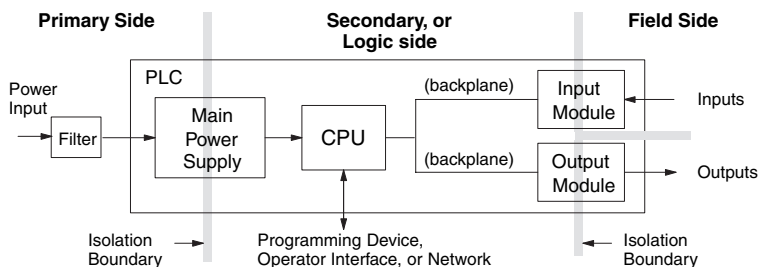 Primary Side
Secondary, or
Logic side
Field Side
PLC
Power
Input
Filter
Main
Power
Supply
CPU
(backplane)
(backplane)
Input
Module
Output
Module
Inputs
Outputs
Isolation
Boundary
Programming Device,
Operator Interface, or Network
Isolation
Boundary